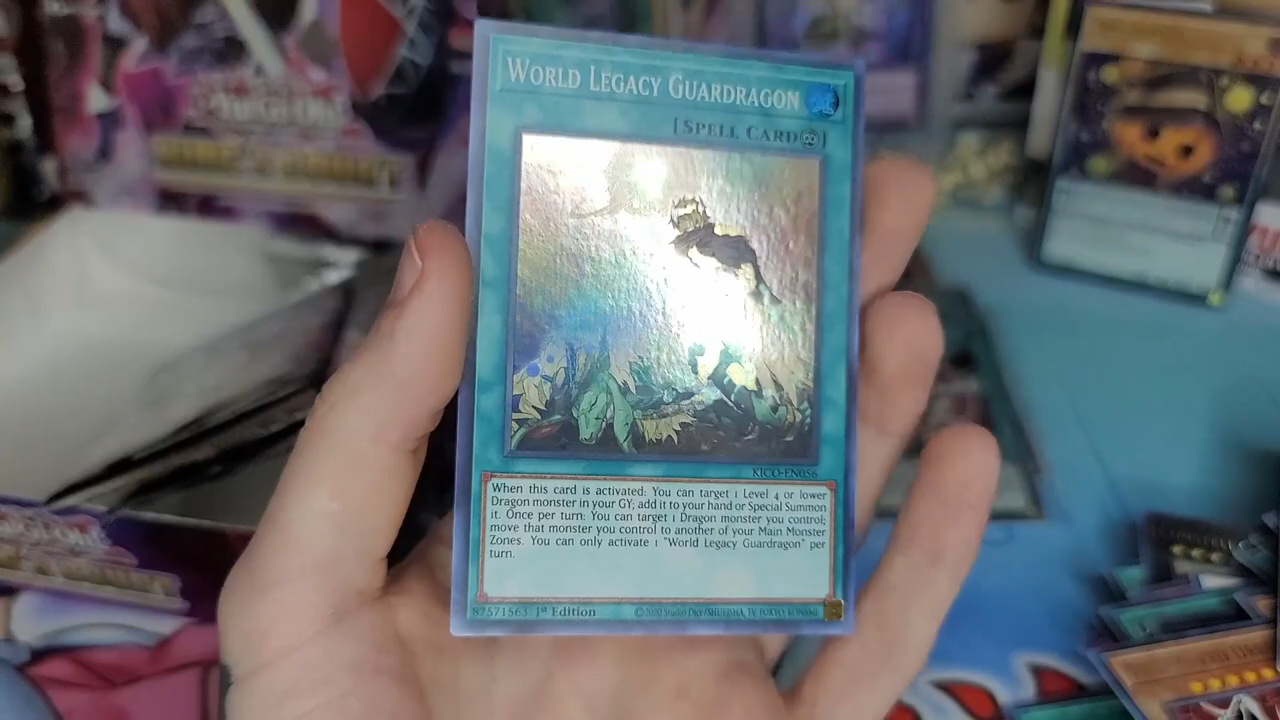 WORLD LEGACY GUARDRAGON
[SPELL CARD]
KICO-EN056
When this card is activated: You can target 1 Level 4 or lower
Dragon monster in your GY; add it to your hand or Special Summon
it. Once per turn: You can target 1 Dragon monster you control;
move that monster you control to another of your Main Monster
Zones. You can only activate 1 "World Legacy Guardragon" per
turn.
87571563 1st Edition
©2020 Studio Dice/SHUEISHA, TV TOKYO, KONAMI